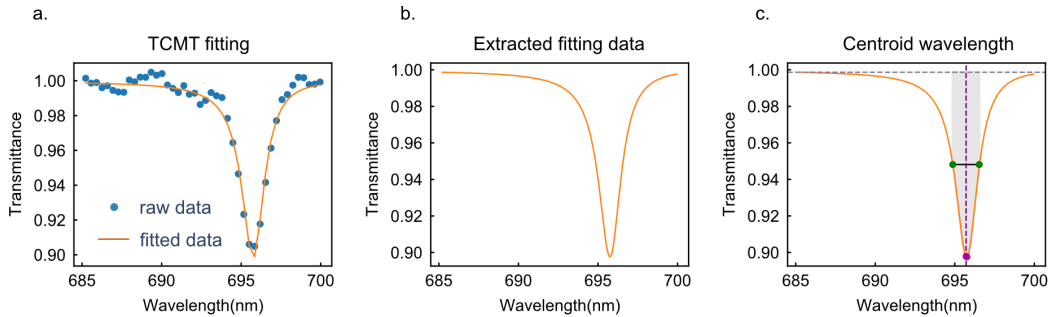 a.
TCMT fitting
Transmittance
1.00
0.98
0.96
0.94
0.92
0.90
raw data
fitted data
685
690
695
700
Wavelength(nm)
b.
Extracted fitting data
Transmittance
1.00
0.98
0.96
0.94
0.92
0.90
685
690
695
700
Wavelength(nm)
c.
Centroid wavelength
Transmittance
1.00
0.98
0.96
0.94
0.92
0.90
685
690
695
700
Wavelength(nm)